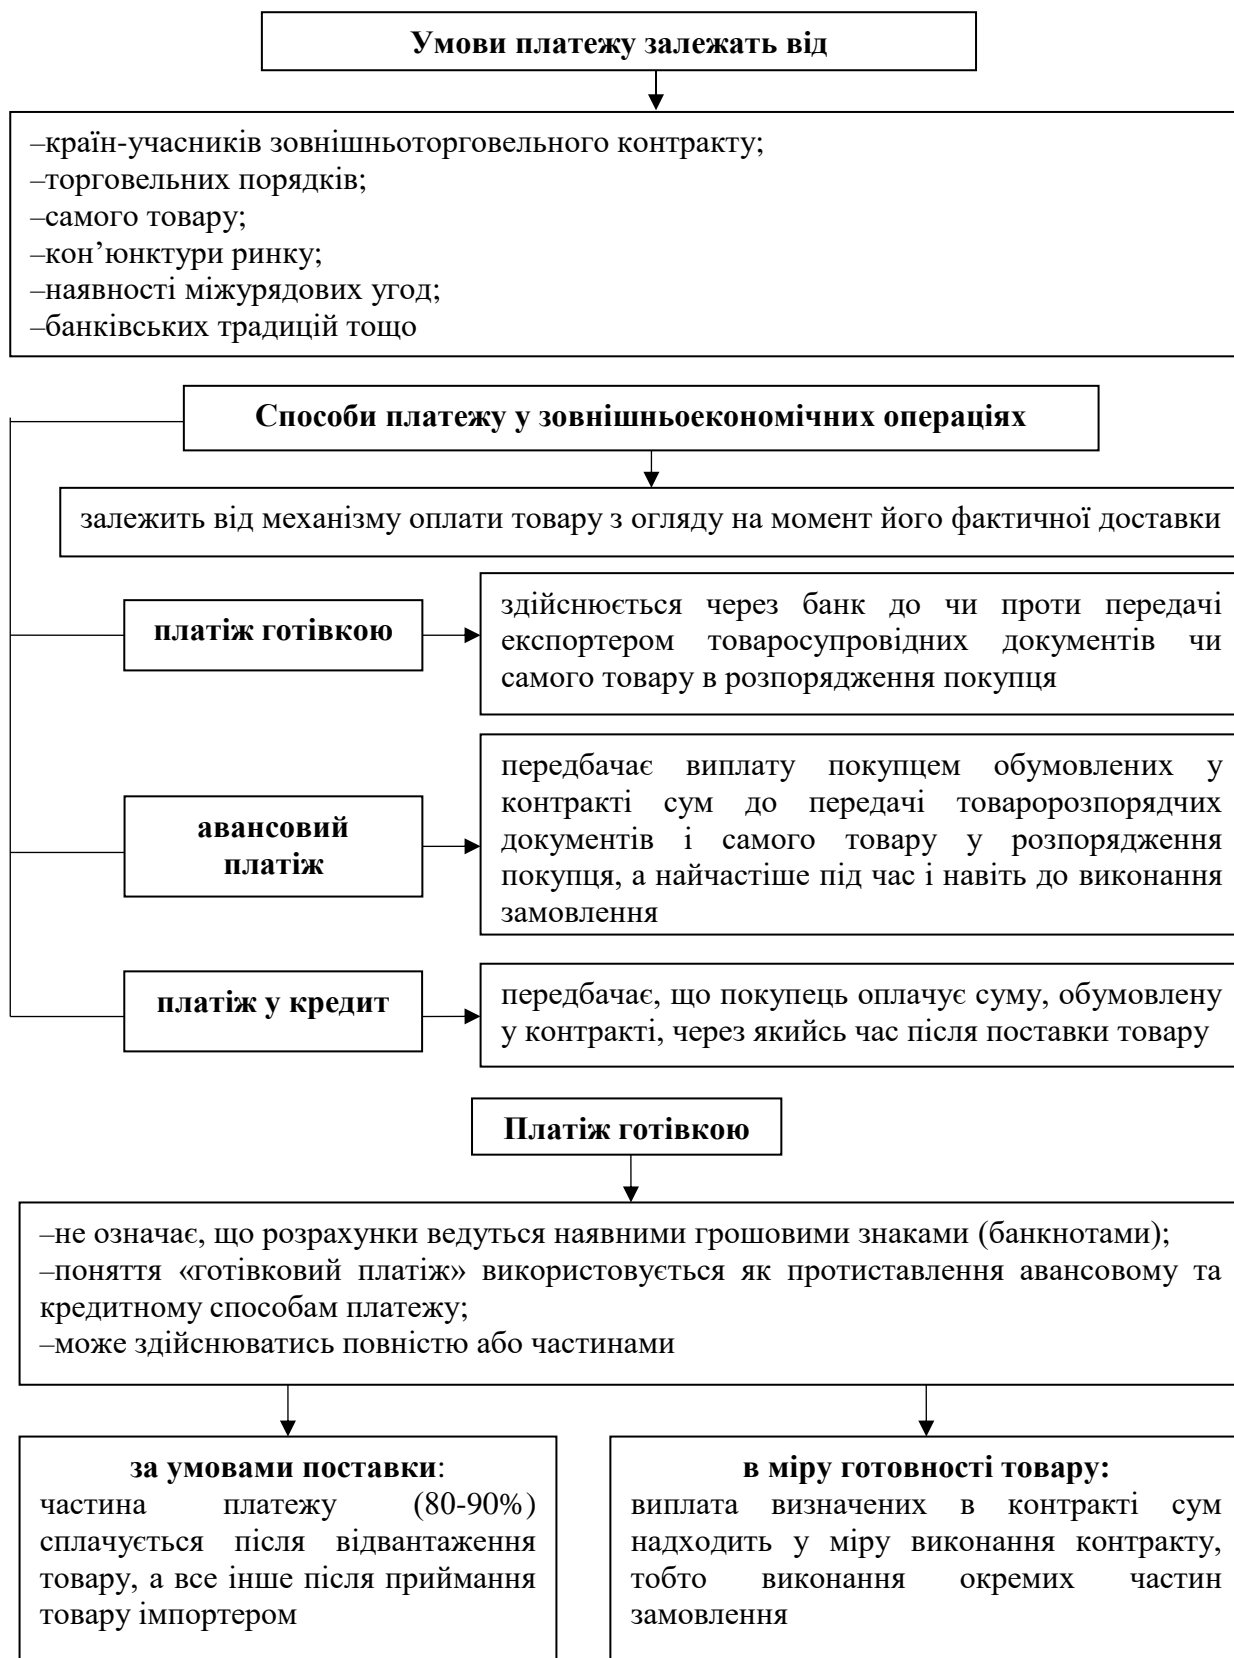 Умови платежу залежать від
–країн-учасників зовнішньоторговельного контракту;
–торговельних порядків;
–самого товару;
–кон’юнктури ринку;
–наявності міжурядових угод;
–банківських традицій тощо
Способи платежу у зовнішньоекономічних операціях
залежить від механізму оплати товару з огляду на момент його фактичної доставки
платіж готівкою
здійснюється через банк до чи проти передачі
експортером товаросупровідних документів чи
самого товару в розпорядження покупця
авансовий
платіж
передбачає виплату покупцем обумовлених у
контракті сум до передачі товаророзпорядчих
документів і самого товару у розпорядження
покупця, а найчастіше під час і навіть до виконання
замовлення
платіж у кредит
передбачає, що покупець оплачує суму, обумовлену
у контракті, через якийсь час після поставки товару
Платіж готівкою
–не означає, що розрахунки ведуться наявними грошовими знаками (банкнотами);
–поняття «готівковий платіж» використовується як протиставлення авансовому та
кредитному способам платежу;
–може здійснюватись повністю або частинами
за умовами поставки:
частина платежу (80-90%)
сплачується після відвантаження
товару, а все інше після приймання
товару імпортером
в міру готовності товару:
виплата визначених в контракті сум
надходить у міру виконання контракту,
тобто виконання окремих частин
замовлення